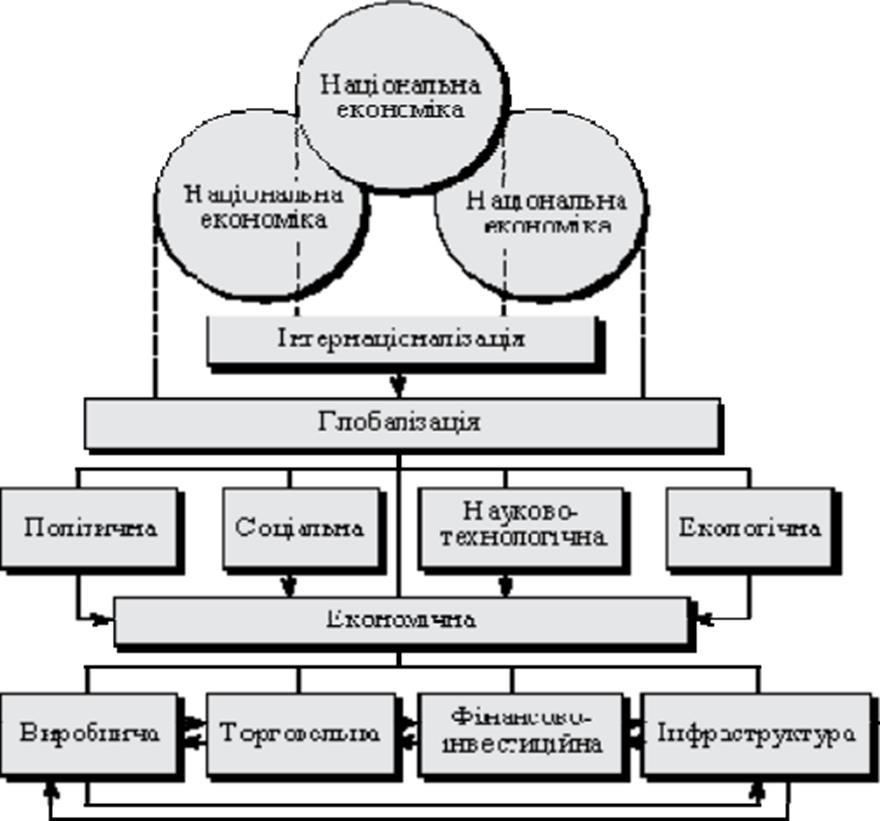 Національна
економіка
Національна
економіка
Національна
економіка
Інтернаціоналізація
Глобалізація
Політична
Соціальна
Науково-
технологічна
Екологічна
Економічна
Виробнича
Торговельна
Фінансово-
інвестиційна
Інфраструктура